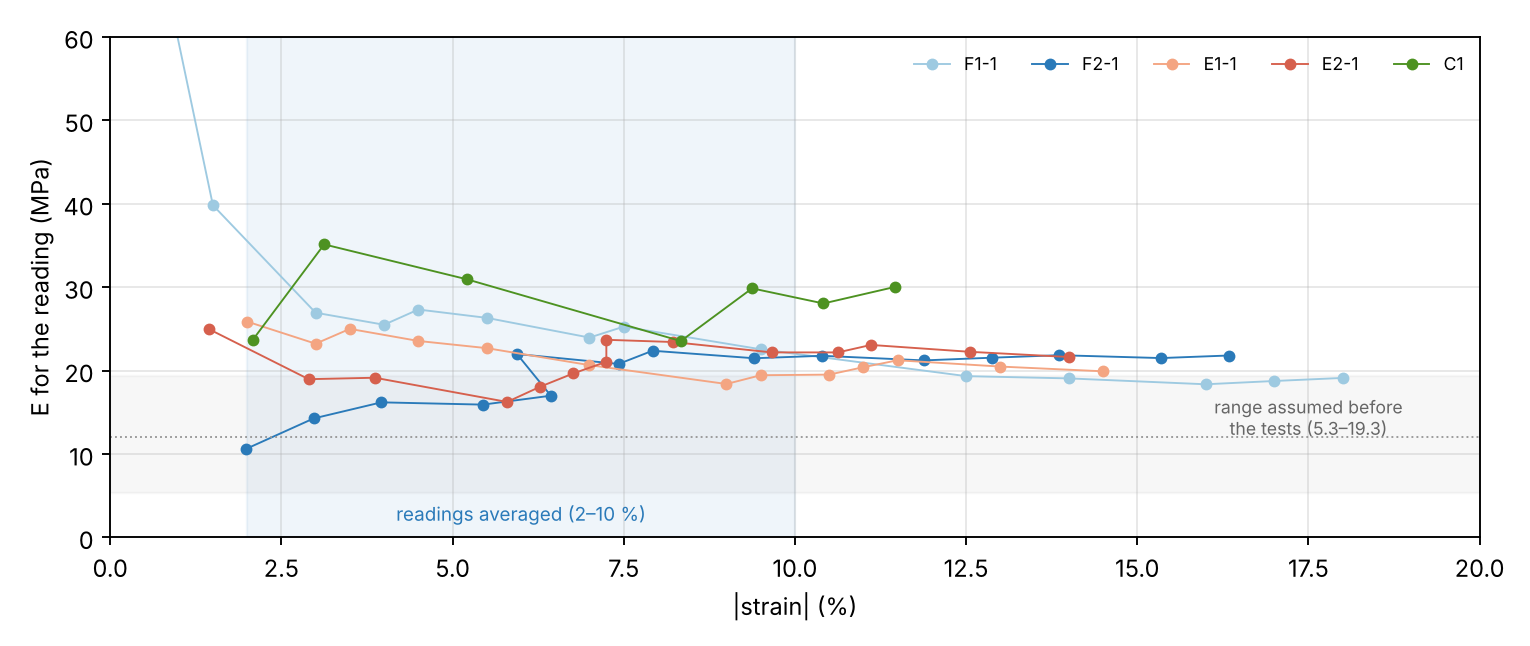 60
50
40
30
20
10
0
E for the reading (MPa)
F1-1 F2-1 E1-1 E2-1 C1
range assumed before
the tests (5.3–19.3)
readings averaged (2–10 %)
0.0 2.5 5.0 7.5 10.0 12.5 15.0 17.5 20.0
|strain| (%)